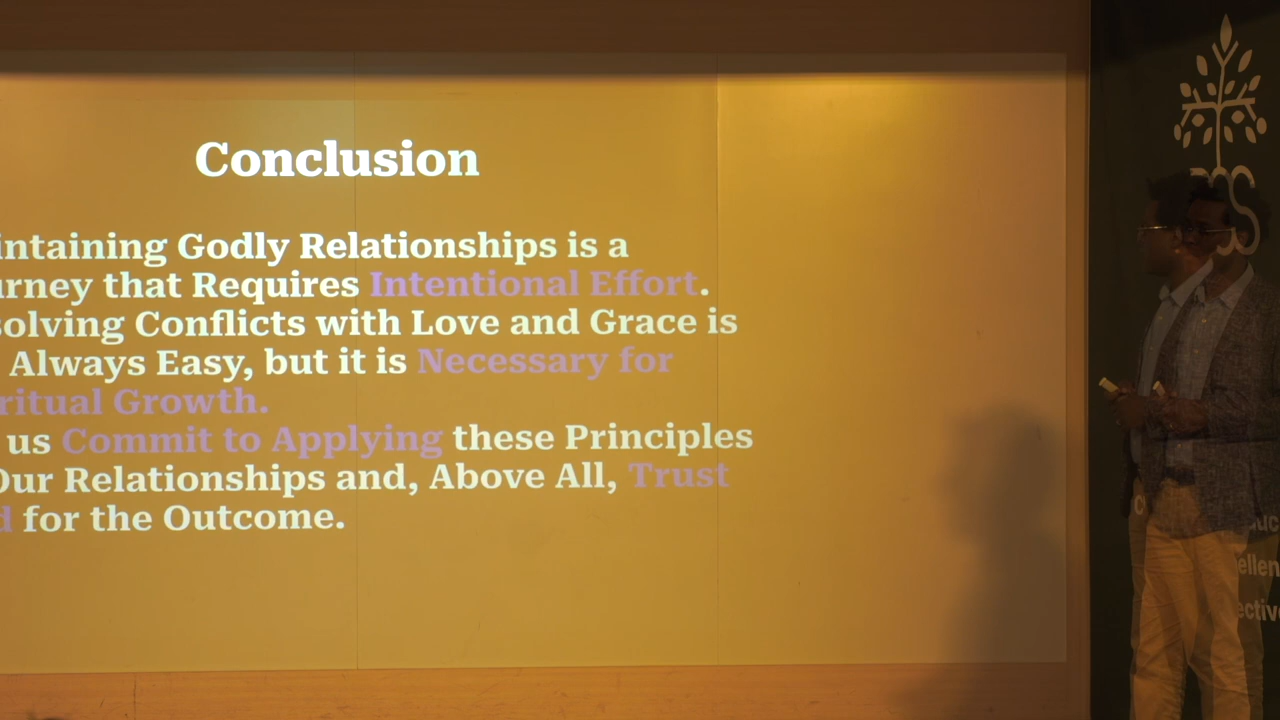 Conclusion
intaining Godly Relationships is a
urney that Requires Intentional Effort.
solving Conflicts with Love and Grace is
Always Easy, but it is Necessary for
ritual Growth.
us Commit to Applying these Principles
Our Relationships and, Above All, Trust
d for the Outcome.
ellen
ective